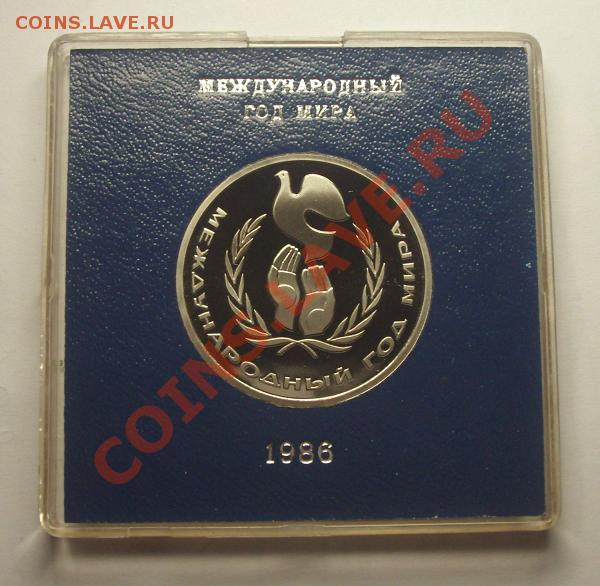 COINS.LAVE.RU
МЕЖДУНАРОДНЫЙ
ГОД МИРА
COINS.LAVE.RU
МЕЖДУНАРОДНЫЙ ГОД МИРА
1986